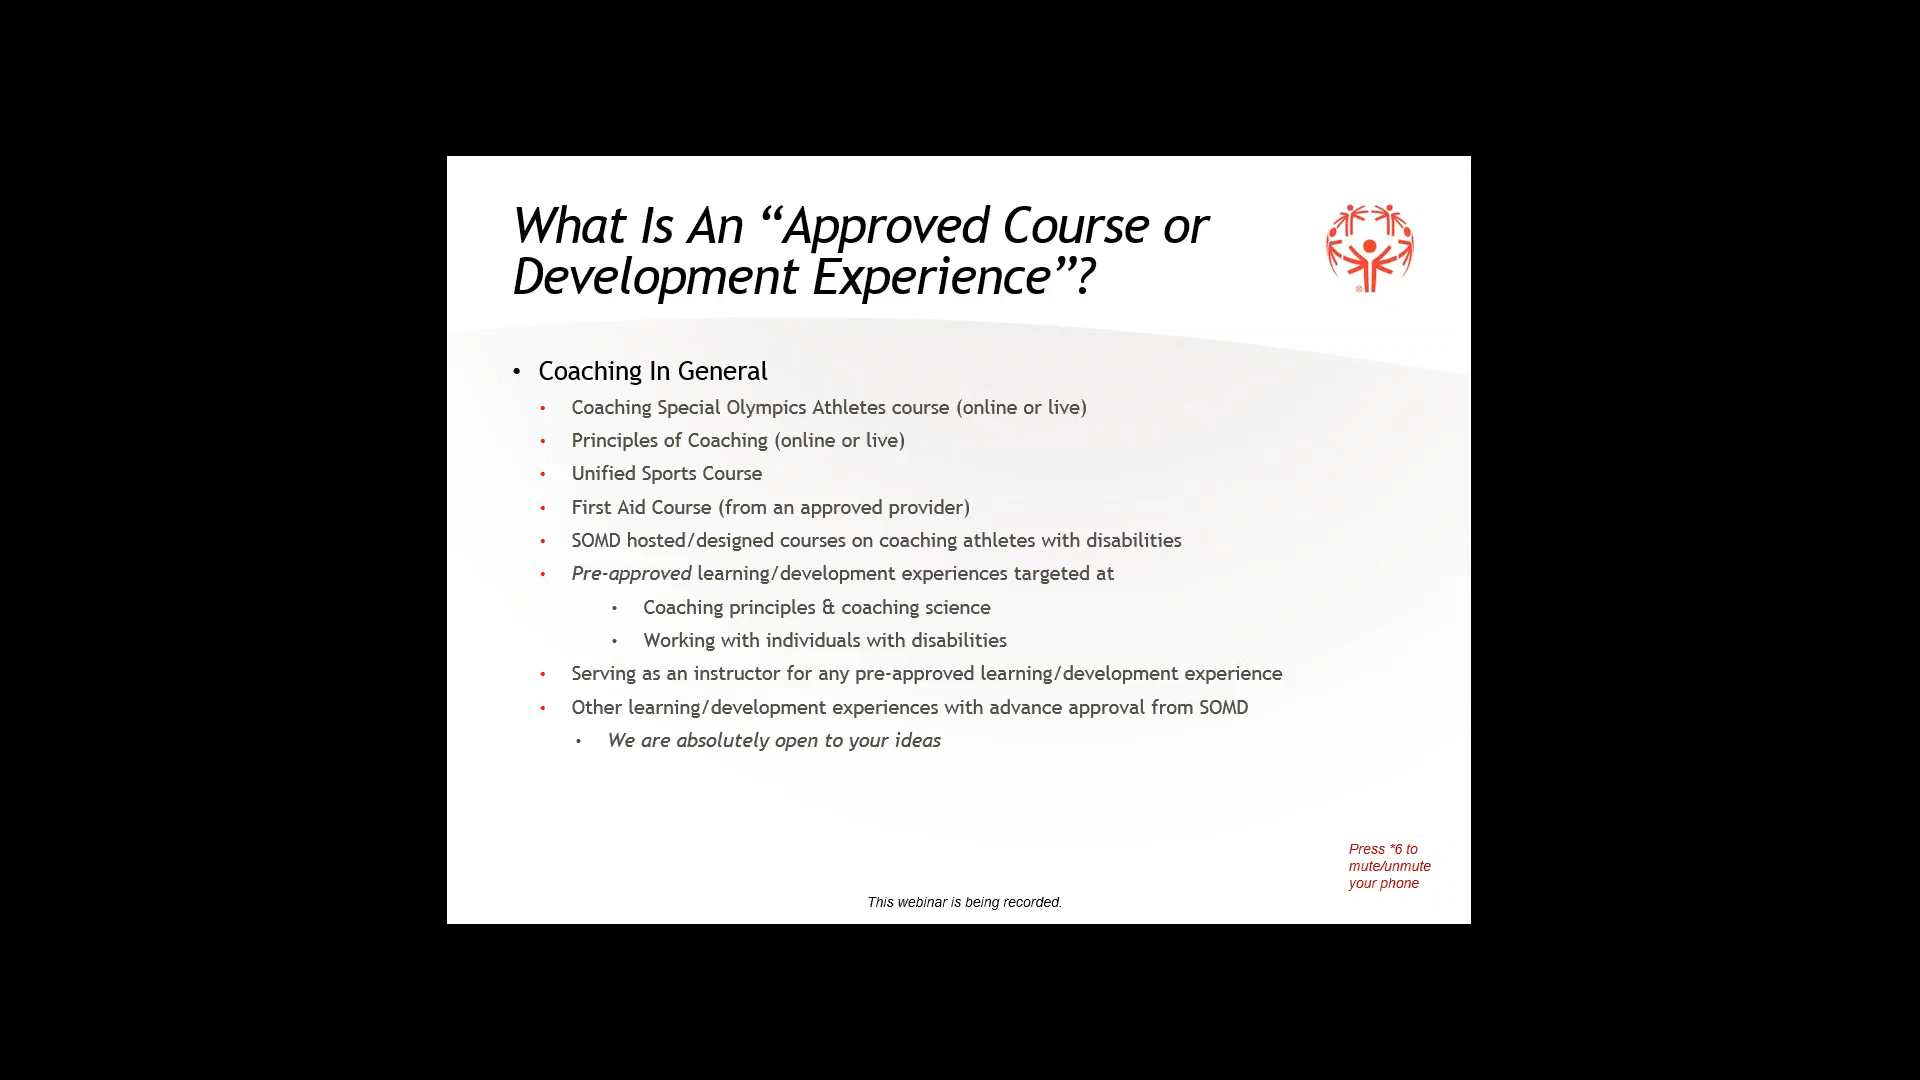 What Is An “Approved Course or
Development Experience”?
• Coaching In General
• Coaching Special Olympics Athletes course (online or live)
• Principles of Coaching (online or live)
• Unified Sports Course
• First Aid Course (from an approved provider)
• SOMD hosted/designed courses on coaching athletes with disabilities
• Pre-approved learning/development experiences targeted at
• Coaching principles & coaching science
• Working with individuals with disabilities
• Serving as an instructor for any pre-approved learning/development experience
• Other learning/development experiences with advance approval from SOMD
• We are absolutely open to your ideas
Press *6 to
mute/unmute
your phone
This webinar is being recorded.